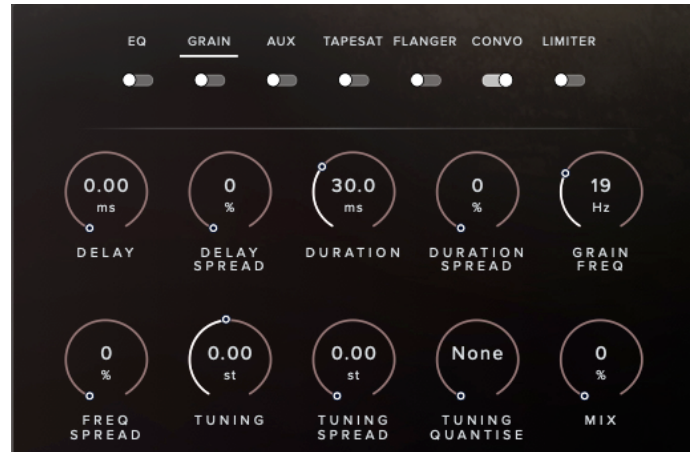 EQ GRAIN AUX TAPESAT FLANGER CONVO LIMITER
0.00 0 30.0 0 19
ms % ms % Hz
DELAY DELAY DURATION DURATION GRAIN
SPREAD SPREAD FREQ
0 0.00 0.00 None 0
% st st %
FREQ TUNING TUNING TUNING MIX
SPREAD SPREAD QUANTISE